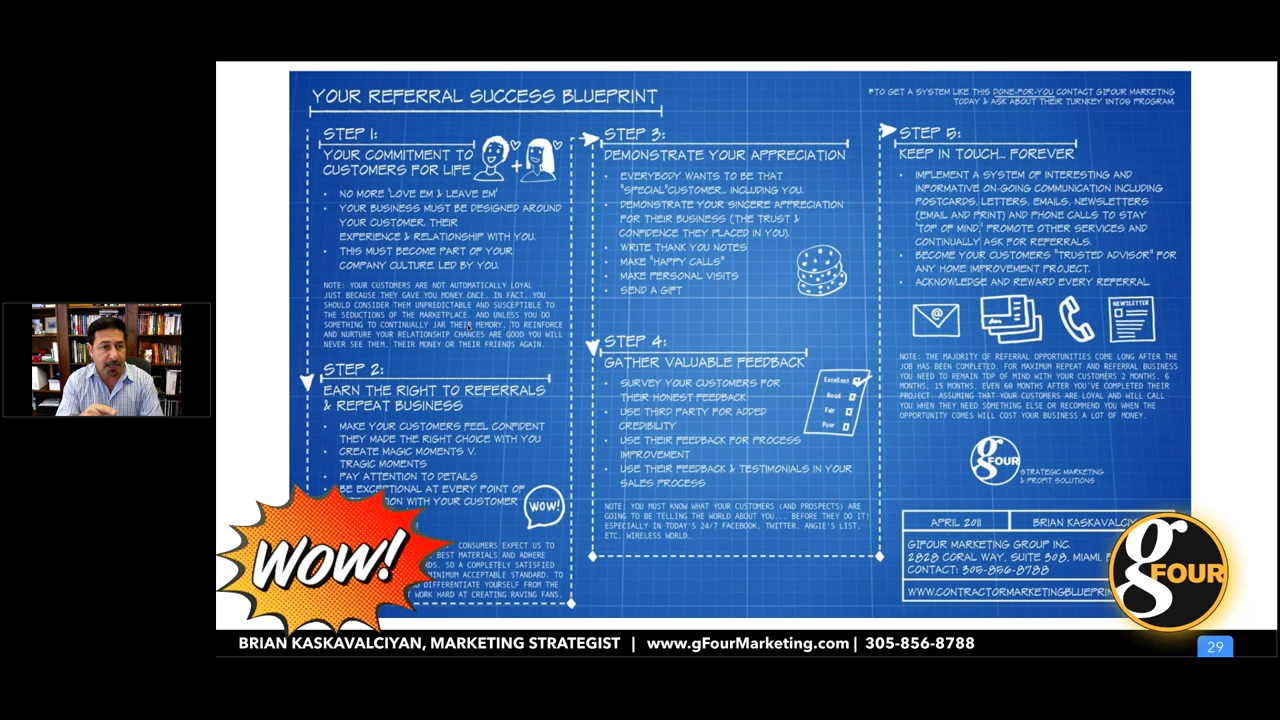 YOUR REFERRAL SUCCESS BLUEPRINT
*TO GET A SYSTEM LIKE THIS DONE-FOR-YOU CONTACT G!FOUR MARKETING
TODAY & ASK ABOUT THEIR TURNKEY PROGRAM.
STEP 1:
YOUR COMMITMENT TO
CUSTOMERS FOR LIFE
• NO MORE 'LOVE EM & LEAVE EM'
• YOUR BUSINESS MUST BE DESIGNED AROUND
YOUR CUSTOMER. THEIR
EXPERIENCE & RELATIONSHIP WITH YOU.
• THIS MUST BECOME PART OF YOUR
COMPANY CULTURE. LED BY YOU.
NOTE: YOUR CUSTOMERS ARE NOT AUTOMATICALLY LOYAL
JUST BECAUSE THEY GAVE YOU MONEY ONCE. IN FACT, YOU
SHOULD CONSIDER THEM UNPREDICTABLE AND SUSCEPTIBLE TO
THE SEDUCTIONS OF THE MARKETPLACE. AND UNLESS YOU DO
SOMETHING TO CONTINUALLY JAR THEIR MEMORY, TO REINFORCE
AND NURTURE YOUR RELATIONSHIP CHANCES ARE GOOD YOU WILL
NEVER SEE THEM, THEIR MONEY OR THEIR FRIENDS AGAIN.
STEP 2:
EARN THE RIGHT TO REFERRALS
& REPEAT BUSINESS
• MAKE YOUR CUSTOMERS FEEL CONFIDENT
THEY MADE THE RIGHT CHOICE WITH YOU
• CREATE MAGIC MOMENTS V.
TRAGIC MOMENTS
• PAY ATTENTION TO DETAILS
• BE EXCEPTIONAL AT EVERY POINT OF
WITH YOUR CUSTOMER
WOW!
CONSUMERS EXPECT US TO
BEST MATERIALS AND ADHERE
SO A COMPLETELY SATISFIED
MINIMUM ACCEPTABLE STANDARD. TO
DIFFERENTIATE YOURSELF FROM THE
WORK HARD AT CREATING RAVING FANS.
WOW!
STEP 3:
DEMONSTRATE YOUR APPRECIATION
• EVERYBODY WANTS TO BE THAT
"SPECIAL"CUSTOMER... INCLUDING YOU.
• DEMONSTRATE YOUR SINCERE APPRECIATION
FOR THEIR BUSINESS (THE TRUST &
CONFIDENCE THEY PLACED IN YOU).
• WRITE THANK YOU NOTES
• MAKE "HAPPY CALLS"
• MAKE PERSONAL VISITS
• SEND A GIFT
STEP 4:
GATHER VALUABLE FEEDBACK
• SURVEY YOUR CUSTOMERS FOR
THEIR HONEST FEEDBACK
• USE THIRD PARTY FOR ADDED
CREDIBILITY
• USE THEIR FEEDBACK FOR PROCESS
IMPROVEMENT
• USE THEIR FEEDBACK & TESTIMONIALS IN YOUR
SALES PROCESS
Excellent
Good
Fair
Poor
NOTE: YOU MUST KNOW WHAT YOUR CUSTOMERS (AND PROSPECTS) ARE
GOING TO BE TELLING THE WORLD ABOUT YOU... BEFORE THEY DO IT!
ESPECIALLY IN TODAY'S 24/7 FACEBOOK, TWITTER, ANGIE'S LIST,
ETC. WIRELESS WORLD.
STEP 5:
KEEP IN TOUCH... FOREVER
• IMPLEMENT A SYSTEM OF INTERESTING AND
INFORMATIVE ON-GOING COMMUNICATION INCLUDING
POSTCARDS, LETTERS, EMAILS, NEWSLETTERS
(EMAIL AND PRINT) AND PHONE CALLS TO STAY
'TOP OF MIND,' PROMOTE OTHER SERVICES AND
CONTINUALLY ASK FOR REFERRALS.
• BECOME YOUR CUSTOMERS "TRUSTED ADVISOR" FOR
ANY HOME IMPROVEMENT PROJECT.
• ACKNOWLEDGE AND REWARD EVERY REFERRAL
@
NEWSLETTER
NOTE: THE MAJORITY OF REFERRAL OPPORTUNITIES COME LONG AFTER THE
JOB HAS BEEN COMPLETED. FOR MAXIMUM REPEAT AND REFERRAL BUSINESS
YOU NEED TO REMAIN TOP OF MIND WITH YOUR CUSTOMERS 2 MONTHS, 6
MONTHS, 15 MONTHS, EVEN 60 MONTHS AFTER YOU'VE COMPLETED THEIR
PROJECT. ASSUMING THAT YOUR CUSTOMERS ARE LOYAL AND WILL CALL
YOU WHEN THEY NEED SOMETHING ELSE OR RECOMMEND YOU WHEN THE
OPPORTUNITY COMES WILL COST YOUR BUSINESS A LOT OF MONEY.
g FOUR
STRATEGIC MARKETING
& PROFIT SOLUTIONS
APRIL 2011 BRIAN KASKAVALCIY
G!FOUR MARKETING GROUP INC.
2828 CORAL WAY, SUITE 308, MIAMI,
CONTACT: 305-856-8788
WWW.CONTRACTORMARKETINGBLUEPRIN
g FOUR
BRIAN KASKAVALCIYAN, MARKETING STRATEGIST | www.gFourMarketing.com | 305-856-8788
29